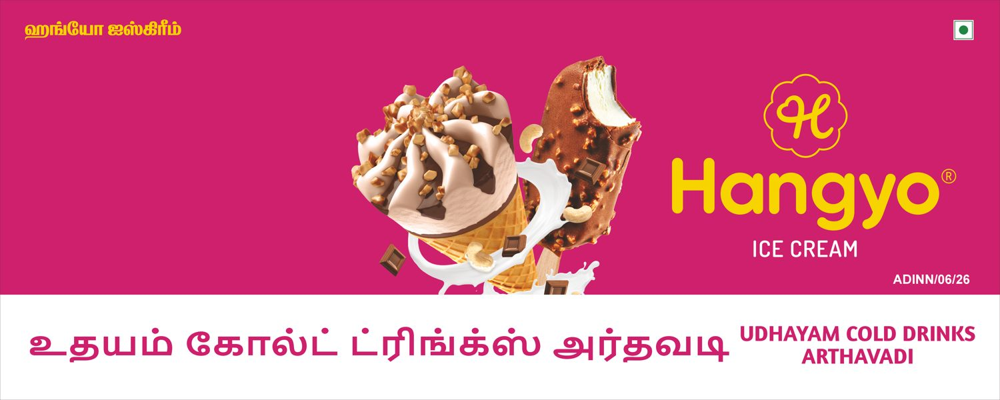 ஹங்யோ ஐஸ்கிரீம்
H
Hangyo®
ICE CREAM
ADINN/06/26
உதயம் கோல்ட் ட்ரிங்க்ஸ் அர்தவடி
UDHAYAM COLD DRINKS
ARTHAVADI